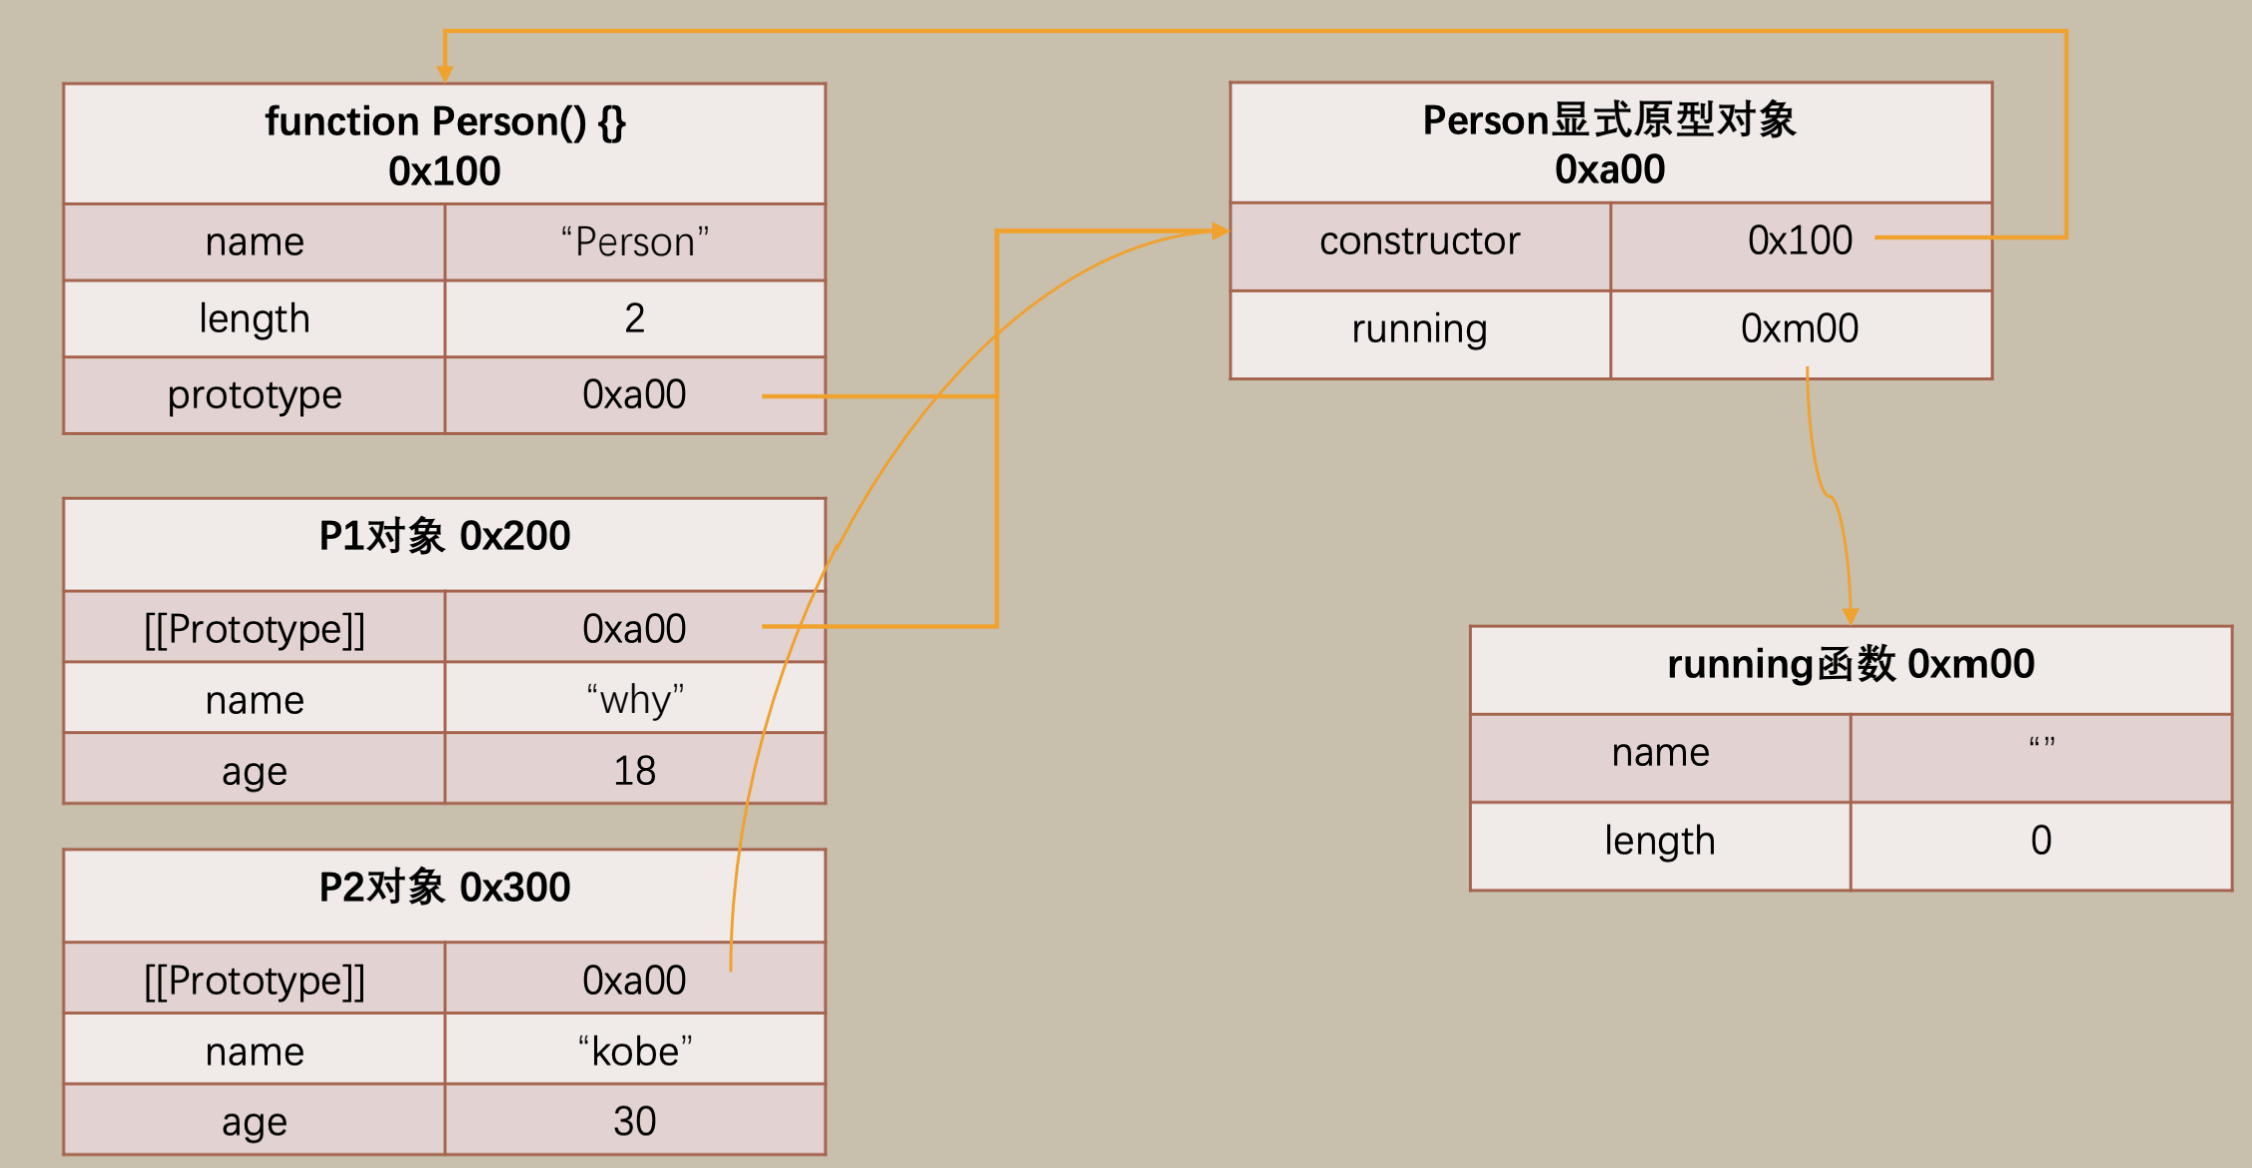 function Person() {}
0x100
name “Person”
length 2
prototype 0xa00
P1对象 0x200
[[Prototype]] 0xa00
name “why”
age 18
P2对象 0x300
[[Prototype]] 0xa00
name “kobe”
age 30
Person显式原型对象
0xa00
constructor 0x100
running 0xm00
running函数 0xm00
name “”
length 0